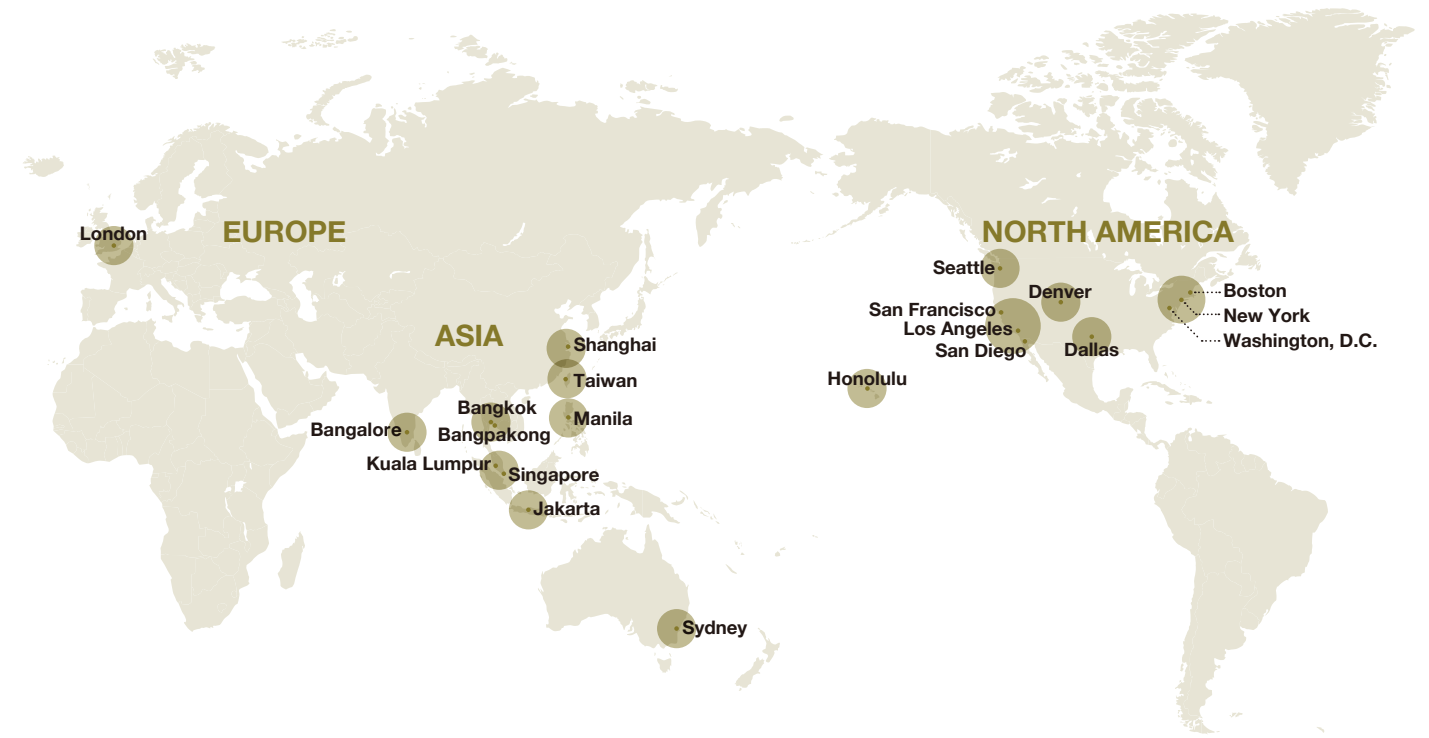 London
EUROPE
ASIA
Shanghai
Taiwan
Bangkok
Manila
Bangalore
Bangpakong
Kuala Lumpur
Singapore
Jakarta
Sydney
NORTH AMERICA
Seattle
Denver
Boston
San Francisco
New York
Los Angeles
Washington, D.C.
San Diego
Dallas
Honolulu